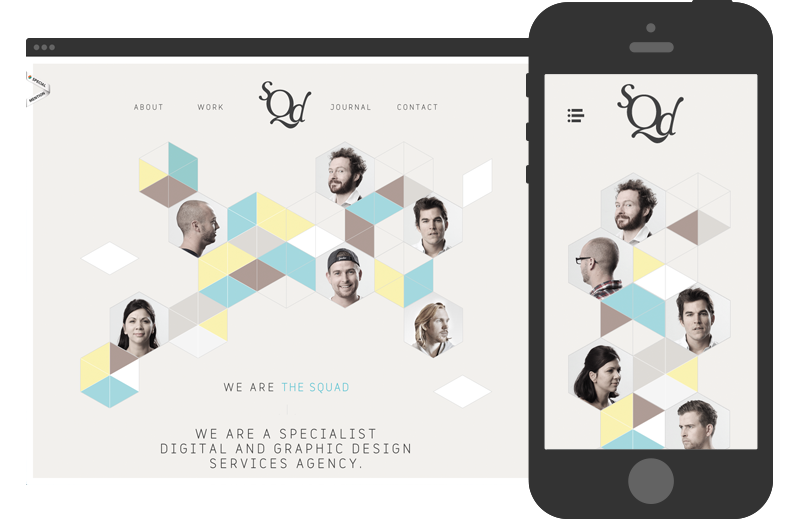 SPECIAL
MENTION
ABOUT
WORK
SQd
JOURNAL
CONTACT
WE ARE THE SQUAD
WE ARE A SPECIALIST
DIGITAL AND GRAPHIC DESIGN
SERVICES AGENCY.
SQd